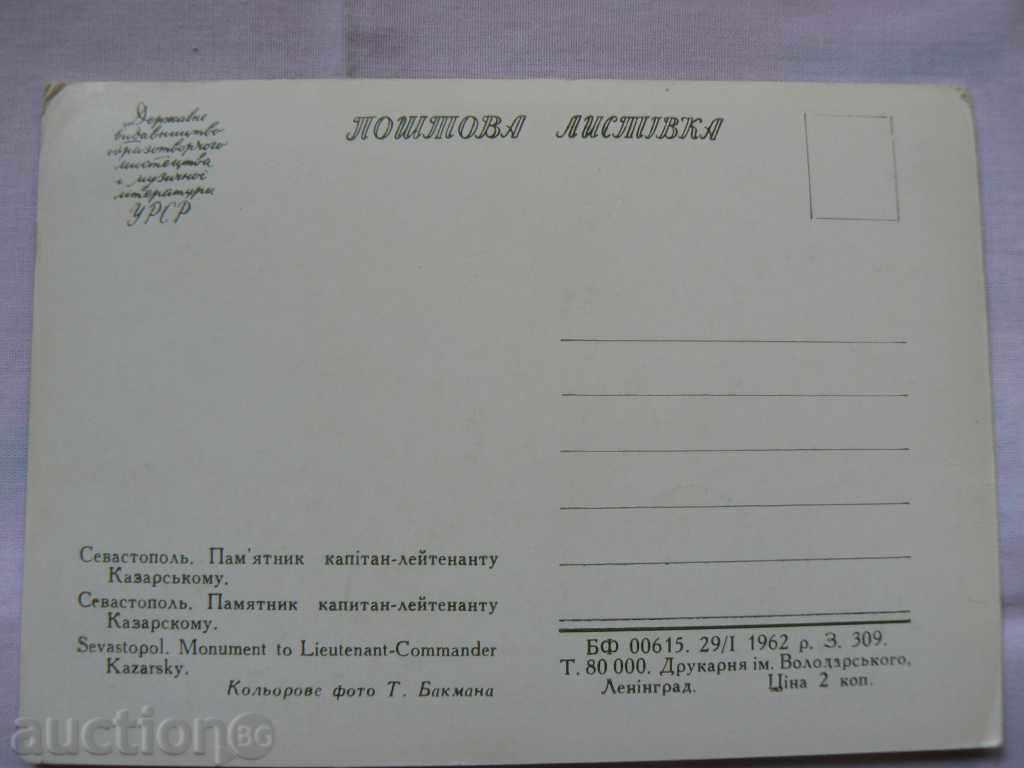 Державне
видавництво
образотворчого
мистецтва
і музичної
літератури
УРСР
ПОШТОВА ЛИСТІВКА
Севастополь. Пам'ятник капітан-лейтенанту
Казарському.
Севастополь. Памятник капитан-лейтенанту
Казарскому.
Sevastopol. Monument to Lieutenant-Commander
Kazarsky.
Кольорове фото Т. Бакмана
БФ 00615. 29/I 1962 р. З. 309.
Т. 80 000. Друкарня ім. Володарського,
Ленінград. Ціна 2 коп.
auction BG